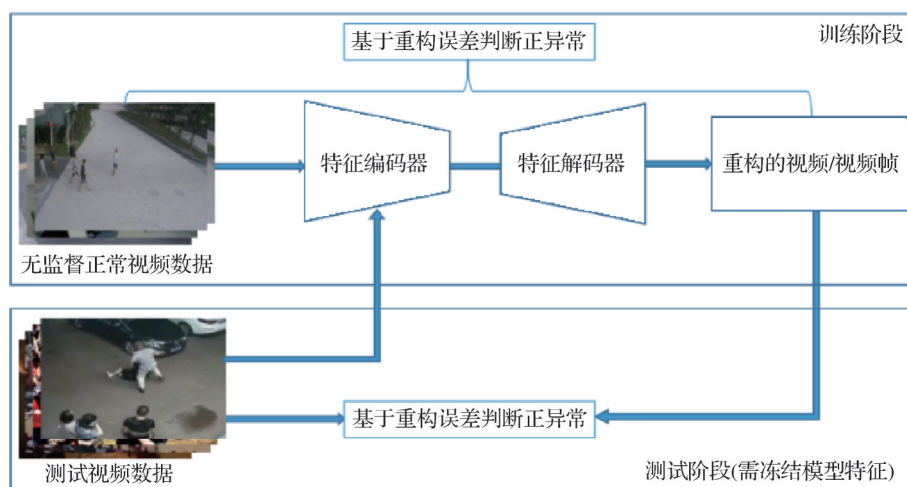 基于重构误差判断正异常
训练阶段
特征编码器
特征解码器
重构的视频/视频帧
无监督正常视频数据
基于重构误差判断正异常
测试视频数据
测试阶段(需冻结模型特征)